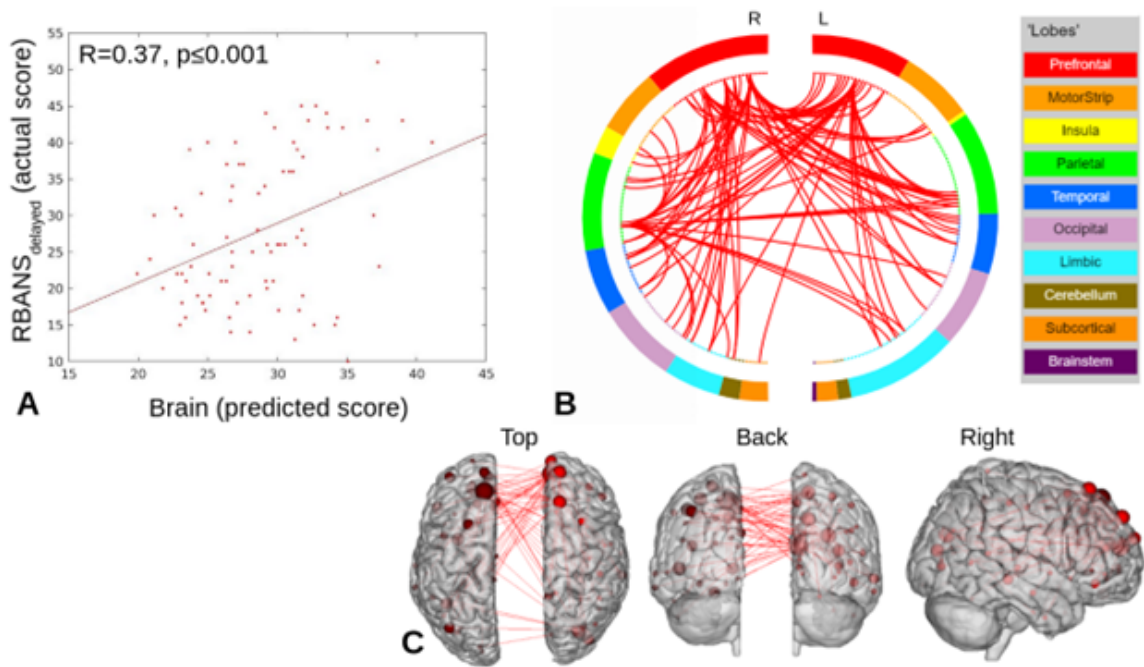 R=0.37, p≤0.001
RBANS_delayed (actual score)
55
50
45
40
35
30
25
20
15
10
15 20 25 30 35 40 45
Brain (predicted score)
A
R L
B
'Lobes'
Prefrontal
MotorStrip
Insula
Parietal
Temporal
Occipital
Limbic
Cerebellum
Subcortical
Brainstem
Top Back Right
C